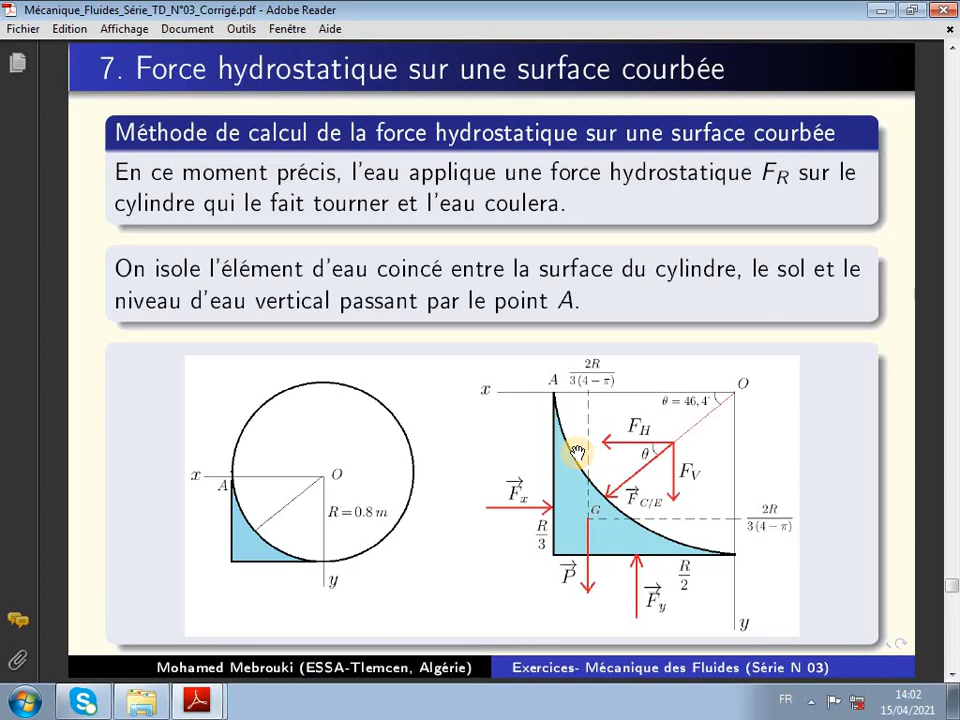 Mécanique_Fluides_Série_TD_N°03_Corrigé.pdf - Adobe Reader
Fichier Edition Affichage Document Outils Fenêtre Aide
7. Force hydrostatique sur une surface courbée
Méthode de calcul de la force hydrostatique sur une surface courbée
En ce moment précis, l'eau applique une force hydrostatique F_R sur le
cylindre qui le fait tourner et l'eau coulera.
On isole l'élément d'eau coincé entre la surface du cylindre, le sol et le
niveau d'eau vertical passant par le point A.
x
A
O
R = 0.8 m
y
x
A
2R / 3(4 − π)
O
θ = 46,4°
F_H
θ
F_V
F_x
F_C/E
G
R/3
2R / 3(4 − π)
P
R/2
F_y
y
Mohamed Mebrouki (ESSA-Tlemcen, Algérie)
Exercices- Mécanique des Fluides (Série N 03)
FR
14:02
15/04/2021